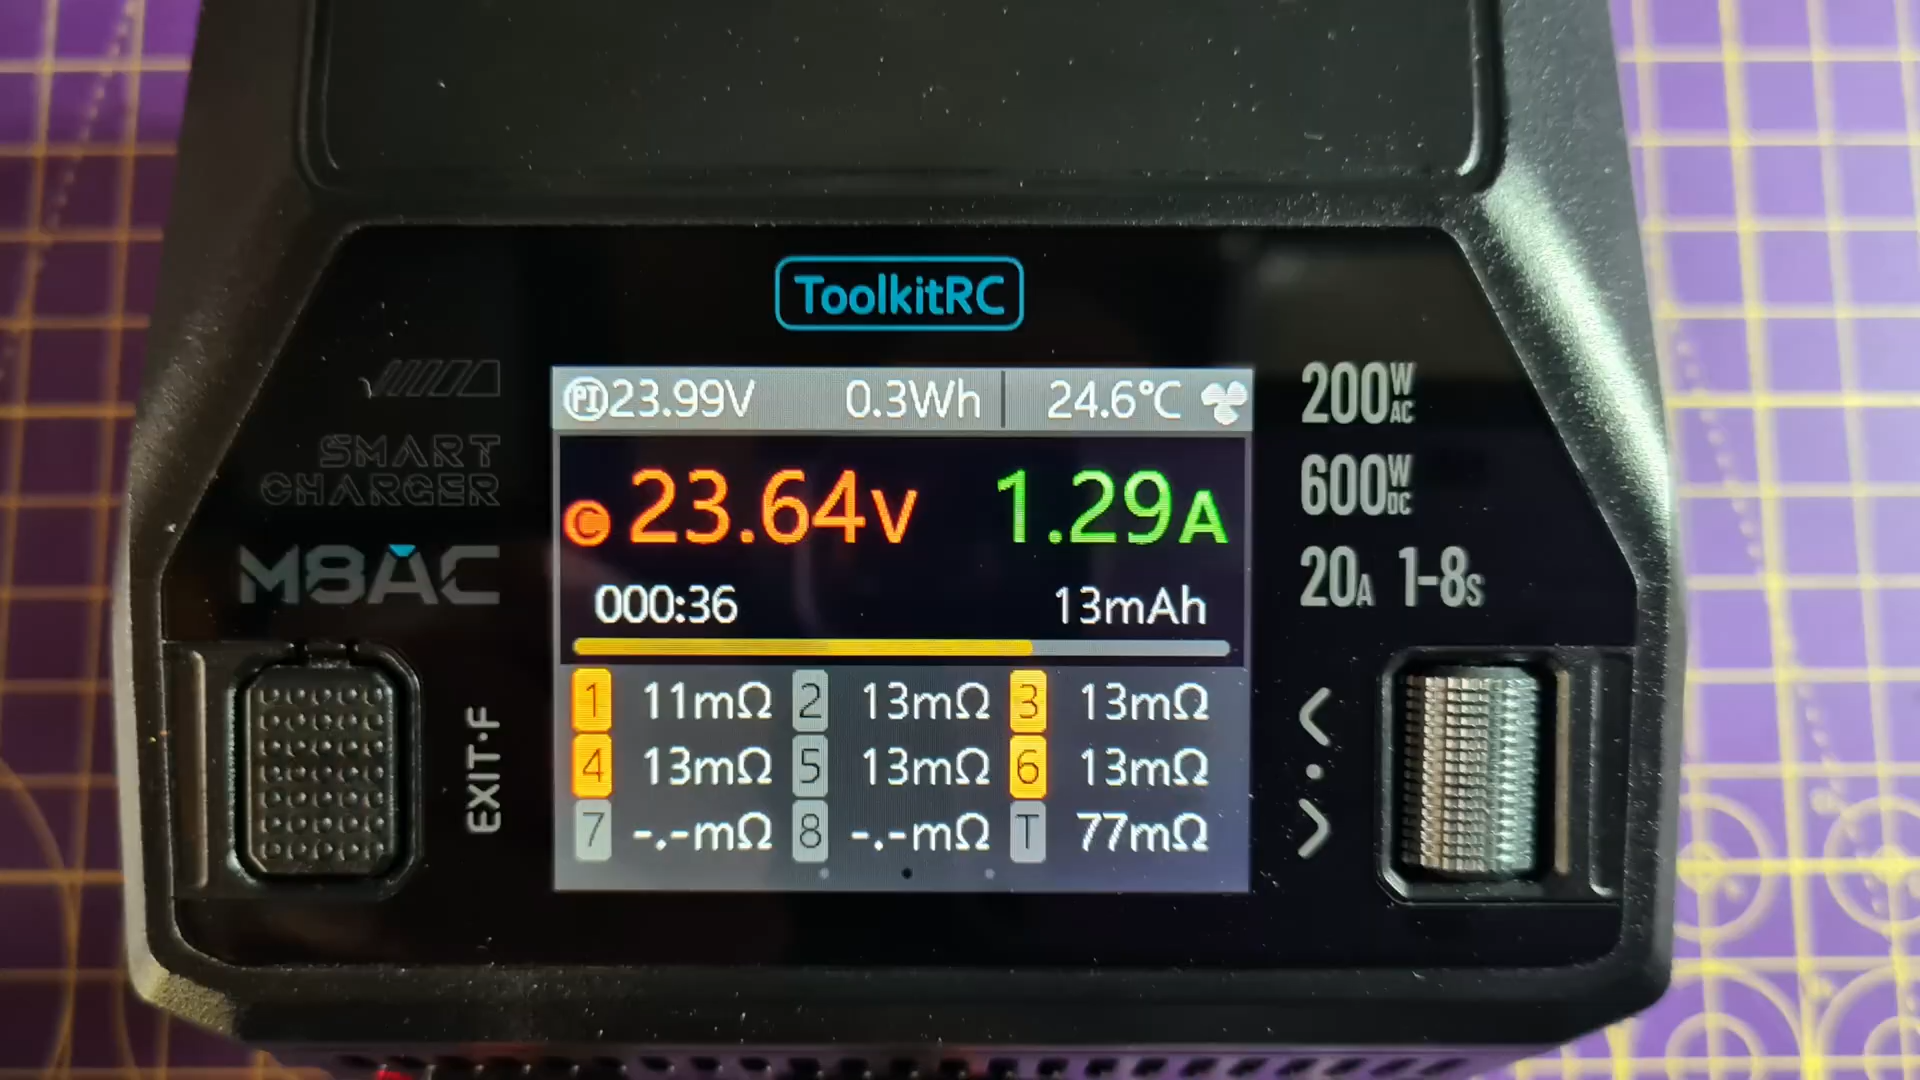 ToolkitRC
SMART
CHARGER
M8AC
EXIT·F
PI 23.99V 0.3Wh 24.6°C
C 23.64V 1.29A
000:36 13mAh
1 11mΩ 2 13mΩ 3 13mΩ
4 13mΩ 5 13mΩ 6 13mΩ
7 -.-mΩ 8 -.-mΩ T 77mΩ
200W AC
600W DC
20A 1-8S